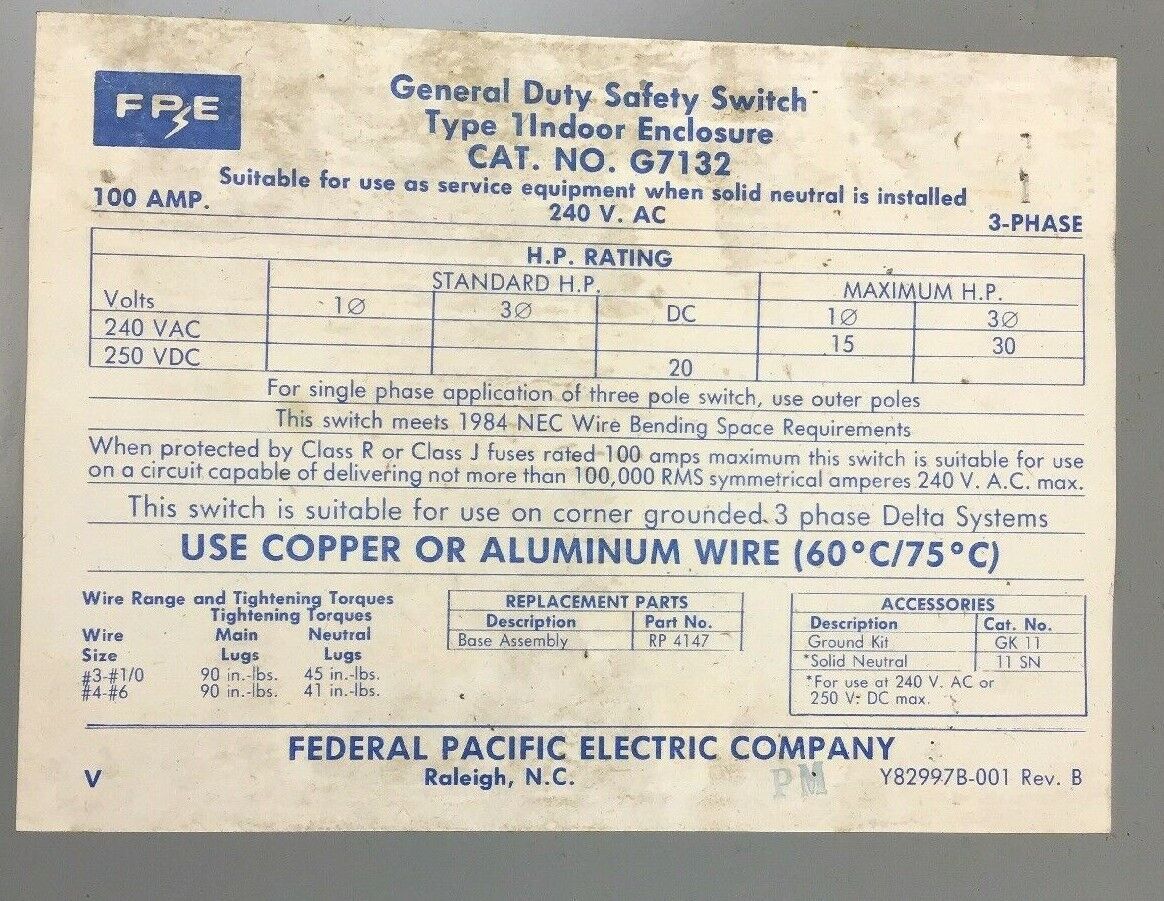 FPE
General Duty Safety Switch
Type 1 Indoor Enclosure
CAT. NO. G7132
Suitable for use as service equipment when solid neutral is installed
100 AMP. 240 V. AC 3-PHASE
H.P. RATING
STANDARD H.P. MAXIMUM H.P.
Volts 1Ø 3Ø DC 1Ø 3Ø
240 VAC 15 30
250 VDC 20
For single phase application of three pole switch, use outer poles
This switch meets 1984 NEC Wire Bending Space Requirements
When protected by Class R or Class J fuses rated 100 amps maximum this switch is suitable for use
on a circuit capable of delivering not more than 100,000 RMS symmetrical amperes 240 V. A.C. max.
This switch is suitable for use on corner grounded 3 phase Delta Systems
USE COPPER OR ALUMINUM WIRE (60°C/75°C)
Wire Range and Tightening Torques
Tightening Torques
Wire Main Neutral
Size Lugs Lugs
#3-#1/0 90 in.-lbs. 45 in.-lbs.
#4-#6 90 in.-lbs. 41 in.-lbs.
REPLACEMENT PARTS
Description Part No.
Base Assembly RP 4147
ACCESSORIES
Description Cat. No.
Ground Kit GK 11
*Solid Neutral 11 SN
*For use at 240 V. AC or
250 V. DC max.
FEDERAL PACIFIC ELECTRIC COMPANY
V Raleigh, N.C. PM Y82997B-001 Rev. B